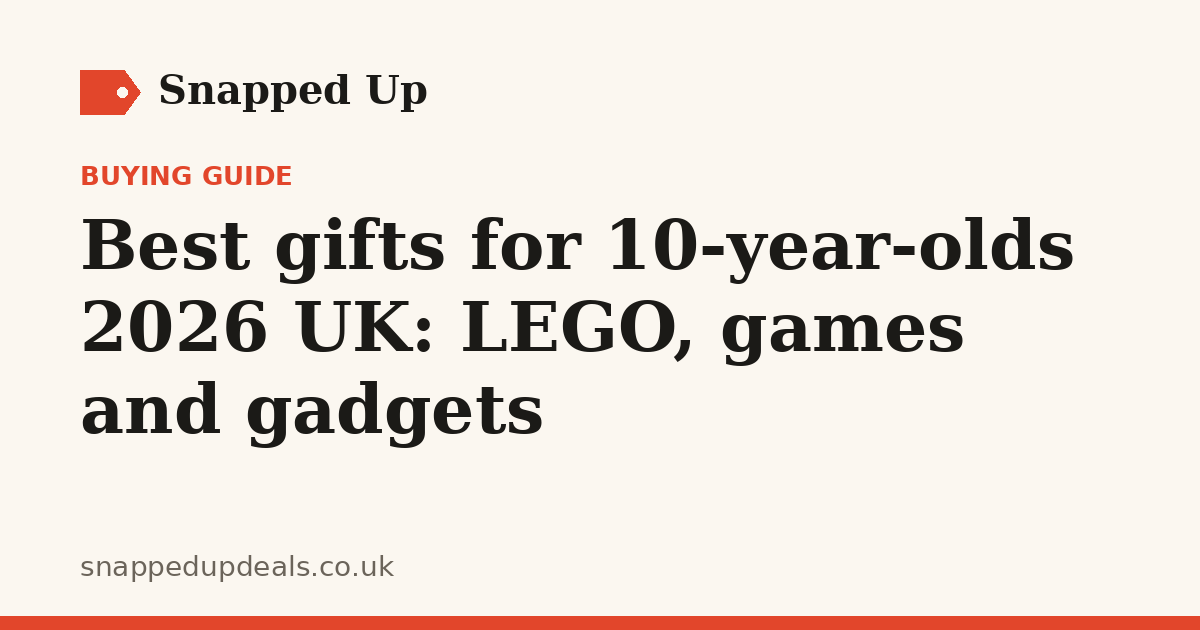 Snapped Up
BUYING GUIDE
Best gifts for 10-year-olds
2026 UK: LEGO, games
and gadgets
snappedupdeals.co.uk